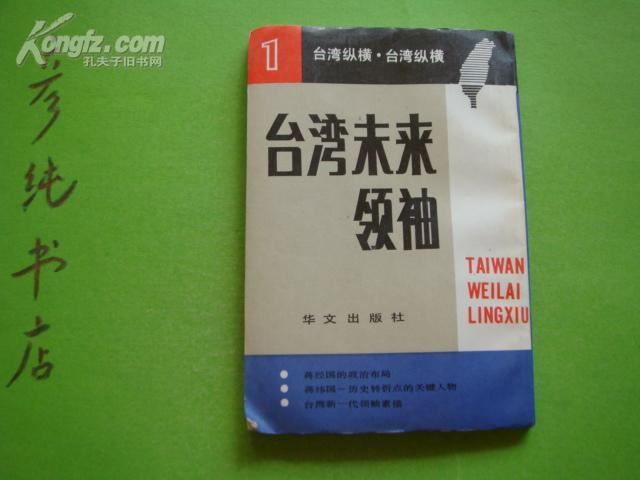 Kongfz.com
孔夫子旧书网
彦纯书店
1
台湾纵横·台湾纵横
台湾未来
领袖
TAIWAN
WEILAI
LINGXIU
华文出版社
蒋经国的政治布局
蒋纬国－历史转折点的关键人物
台湾新一代领袖素描